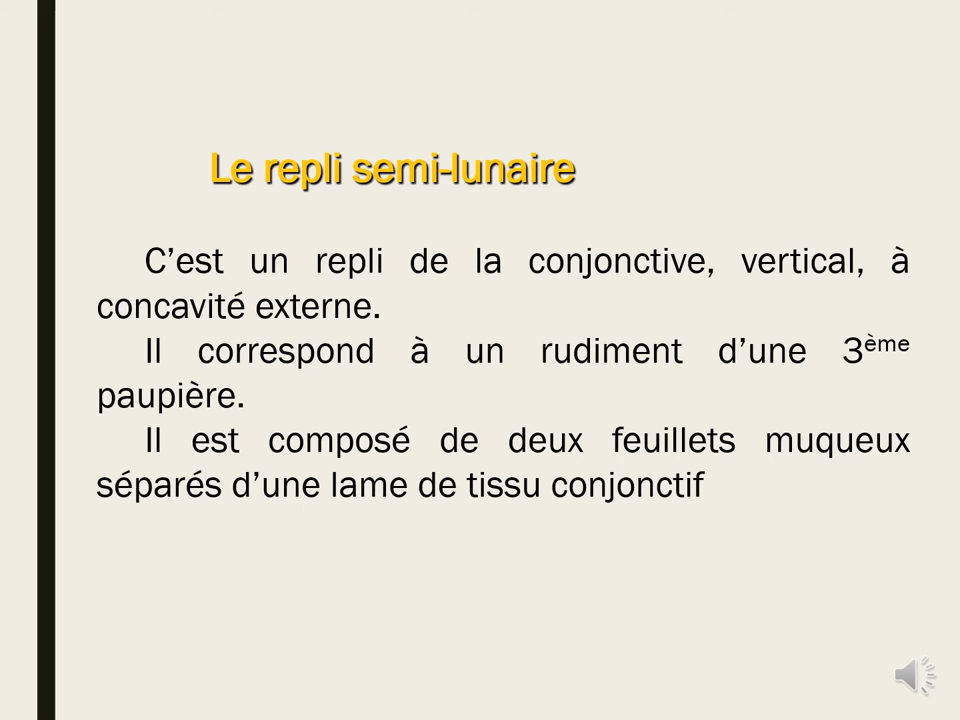 Le repli semi-lunaire
C’est un repli de la conjonctive, vertical, à
concavité externe.
Il correspond à un rudiment d’une 3ème
paupière.
Il est composé de deux feuillets muqueux
séparés d’une lame de tissu conjonctif